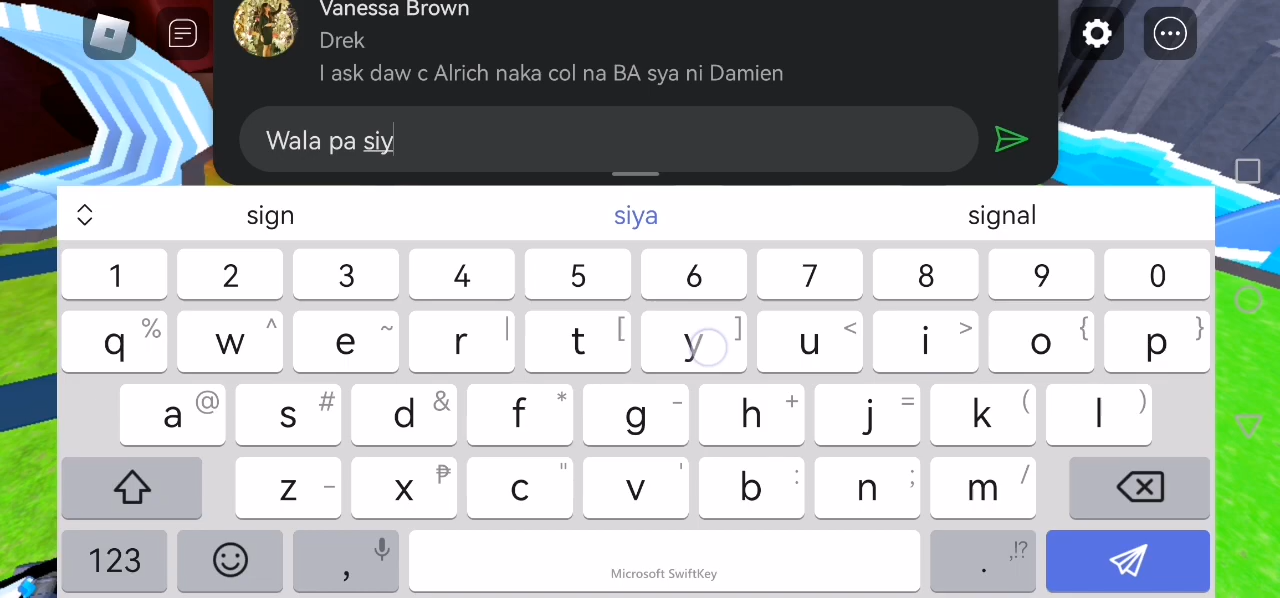 Vanessa Brown
Drek
I ask daw c Alrich naka col na BA sya ni Damien
Wala pa siy
sign siya signal
1 2 3 4 5 6 7 8 9 0
q % w ^ e ~ r | t [ y ] u < i > o { p }
a @ s # d & f * g - h + j = k ( l )
z _ x ₱ c " v ' b : n ; m /
123 , . ,!?
Microsoft SwiftKey